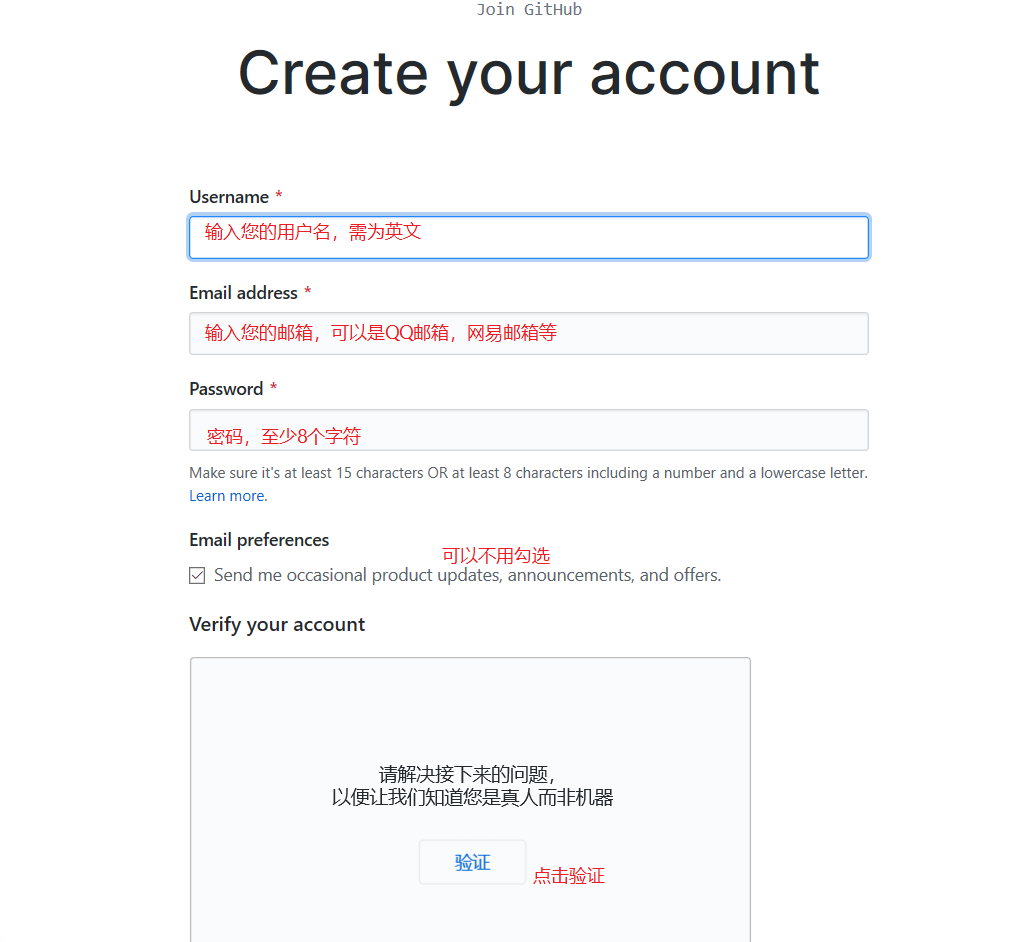 Join GitHub
Create your account
Username *
输入您的用户名，需为英文
Email address *
输入您的邮箱，可以是QQ邮箱，网易邮箱等
Password *
密码，至少8个字符
Make sure it's at least 15 characters OR at least 8 characters including a number and a lowercase letter.
Learn more.
Email preferences
可以不用勾选
Send me occasional product updates, announcements, and offers.
Verify your account
请解决接下来的问题，
以便让我们知道您是真人而非机器
验证
点击验证